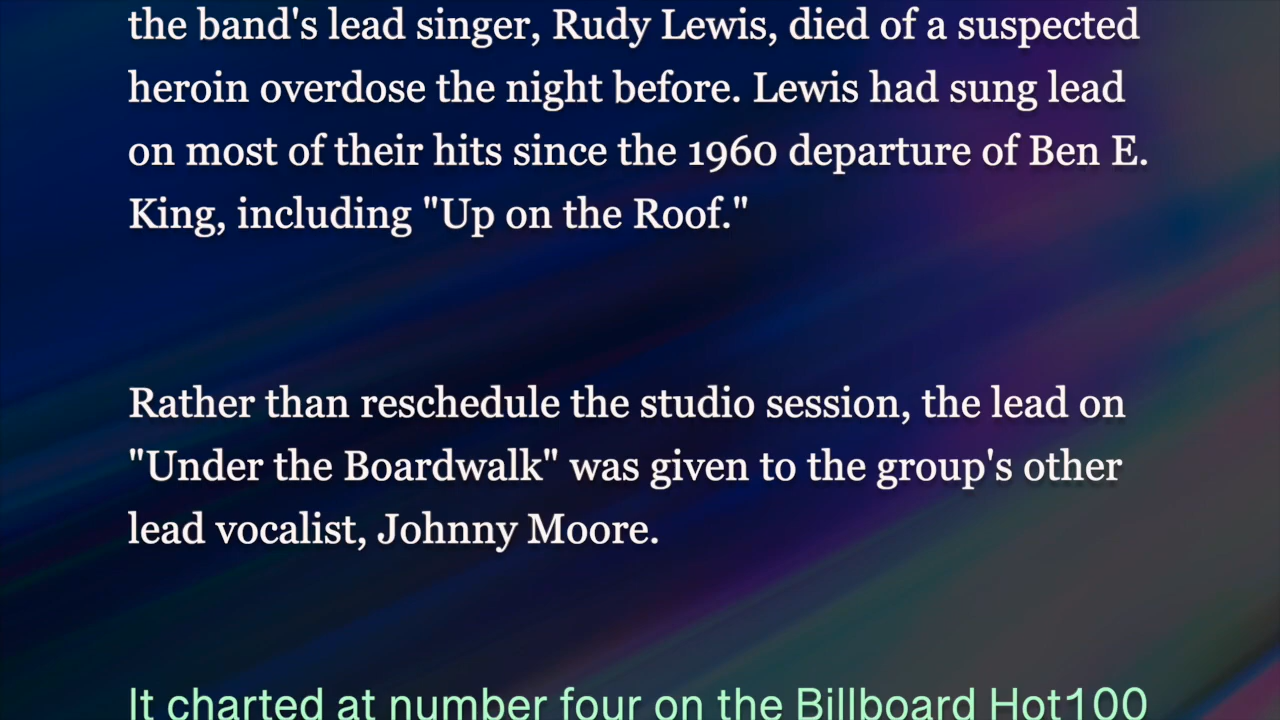 the band's lead singer, Rudy Lewis, died of a suspected
heroin overdose the night before. Lewis had sung lead
on most of their hits since the 1960 departure of Ben E.
King, including "Up on the Roof."
Rather than reschedule the studio session, the lead on
"Under the Boardwalk" was given to the group's other
lead vocalist, Johnny Moore.
It charted at number four on the Billboard Hot100